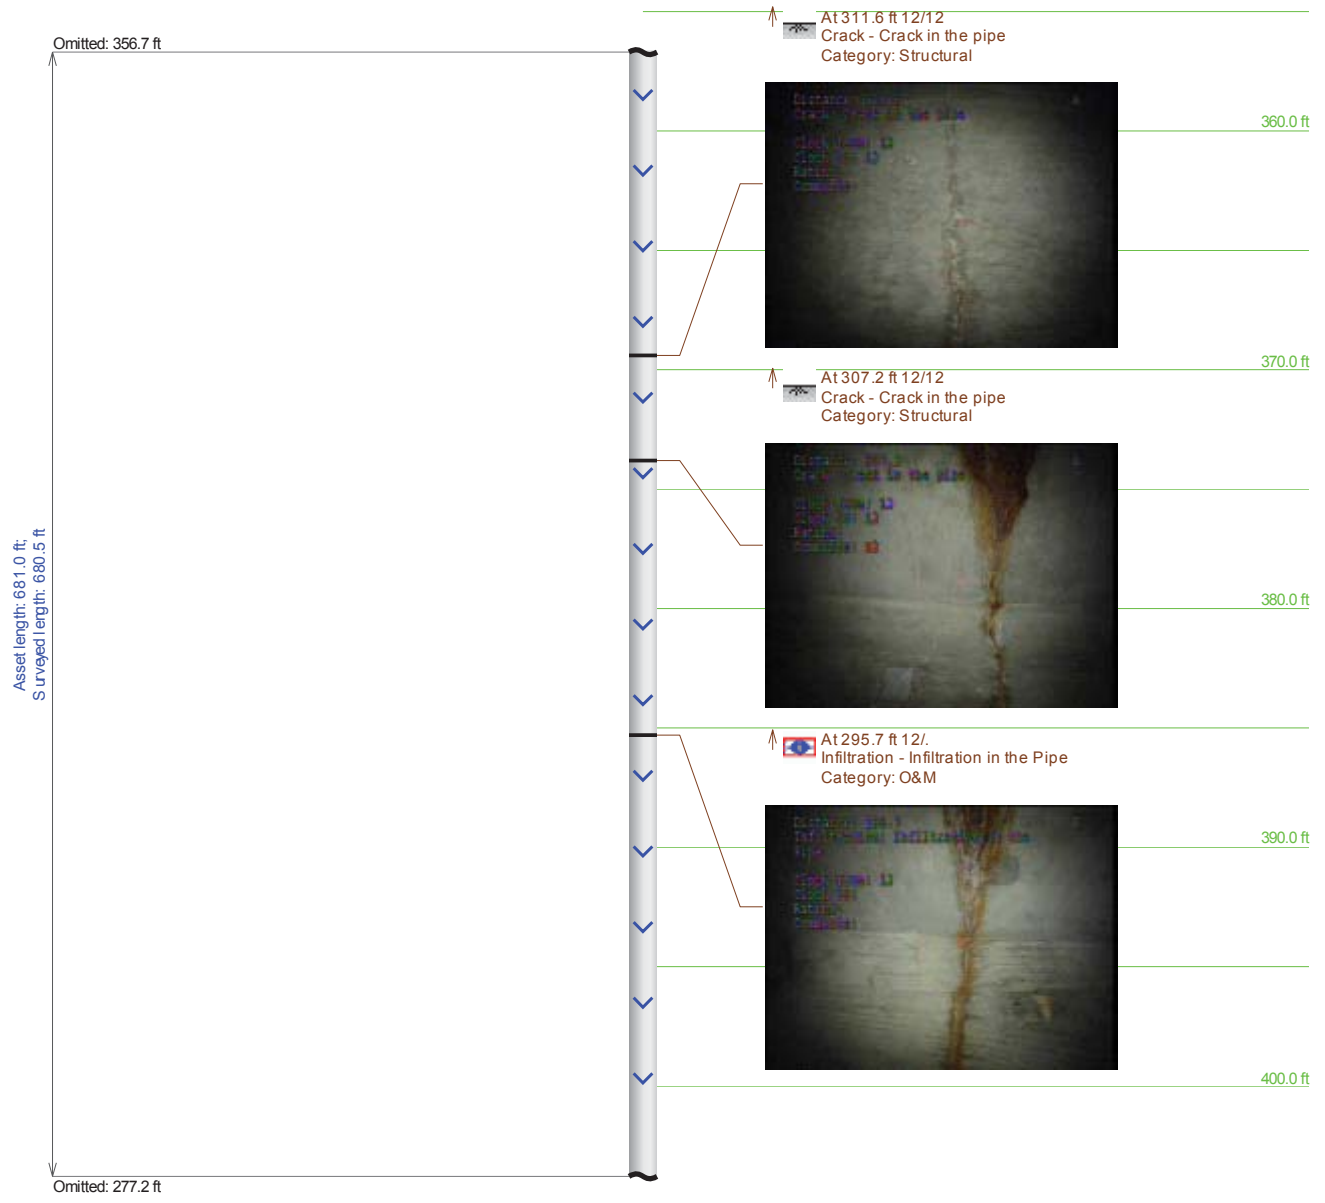 Omitted: 356.7 ft
Asset length: 681.0 ft;
Surveyed length: 680.5 ft
At 311.6 ft 12/12
Crack - Crack in the pipe
Category: Structural
360.0 ft
370.0 ft
At 307.2 ft 12/12
Crack - Crack in the pipe
Category: Structural
380.0 ft
At 295.7 ft 12/.
Infiltration - Infiltration in the Pipe
Category: O&M
390.0 ft
400.0 ft
Omitted: 277.2 ft